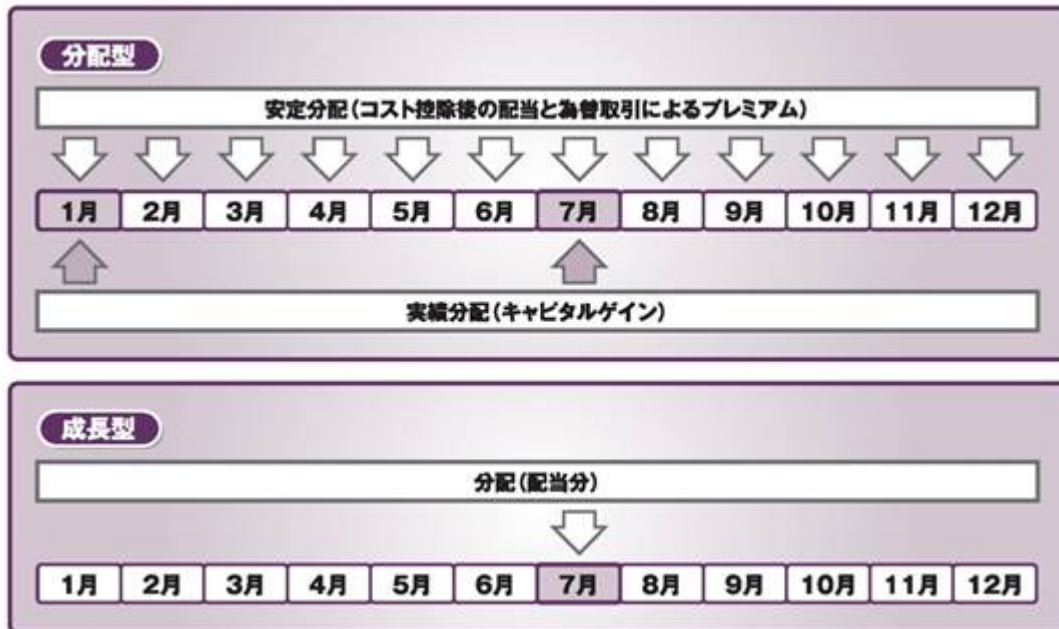 分配型
安定分配(コスト控除後の配当と為替取引によるプレミアム)
1月 2月 3月 4月 5月 6月 7月 8月 9月 10月 11月 12月
実績分配(キャピタルゲイン)
成長型
分配(配当分)
1月 2月 3月 4月 5月 6月 7月 8月 9月 10月 11月 12月